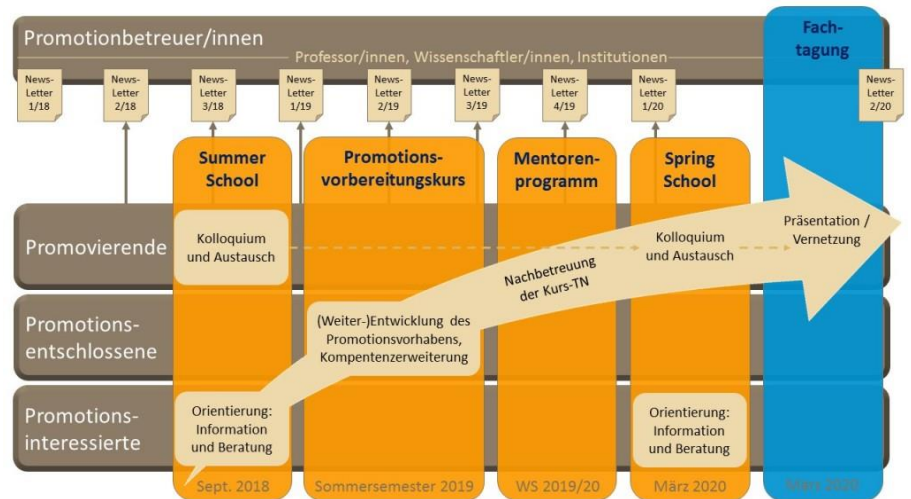 Promotionbetreuer/innen
Professor/innen, Wissenschaftler/innen, Institutionen
Fach-
tagung
News-
Letter
1/18
News-
Letter
2/18
News-
Letter
3/18
News-
Letter
1/19
News-
Letter
2/19
News-
Letter
3/19
News-
Letter
4/19
News-
Letter
1/20
News-
Letter
2/20
Summer
School
Promotions-
vorbereitungskurs
Mentoren-
programm
Spring
School
Promovierende
Kolloquium
und Austausch
Nachbetreuung
der Kurs-TN
Kolloquium
und Austausch
Präsentation /
Vernetzung
Promotions-
entschlossene
(Weiter-)Entwicklung des
Promotionsvorhabens,
Kompentenzerweiterung
Promotions-
interessierte
Orientierung:
Information
und Beratung
Orientierung:
Information
und Beratung
Sept. 2018
Sommersemester 2019
WS 2019/20
März 2020
März 2020